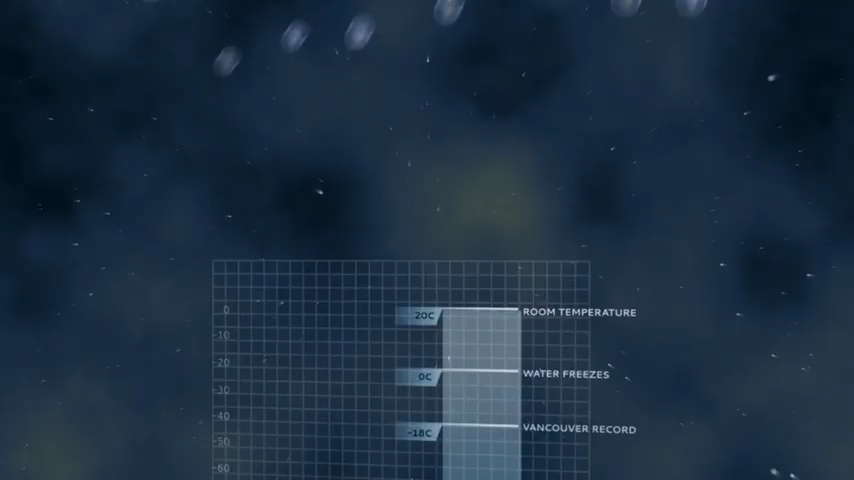 0
20C ROOM TEMPERATURE
-10
-20
0C WATER FREEZES
-30
-40
-18C VANCOUVER RECORD
-50
-60